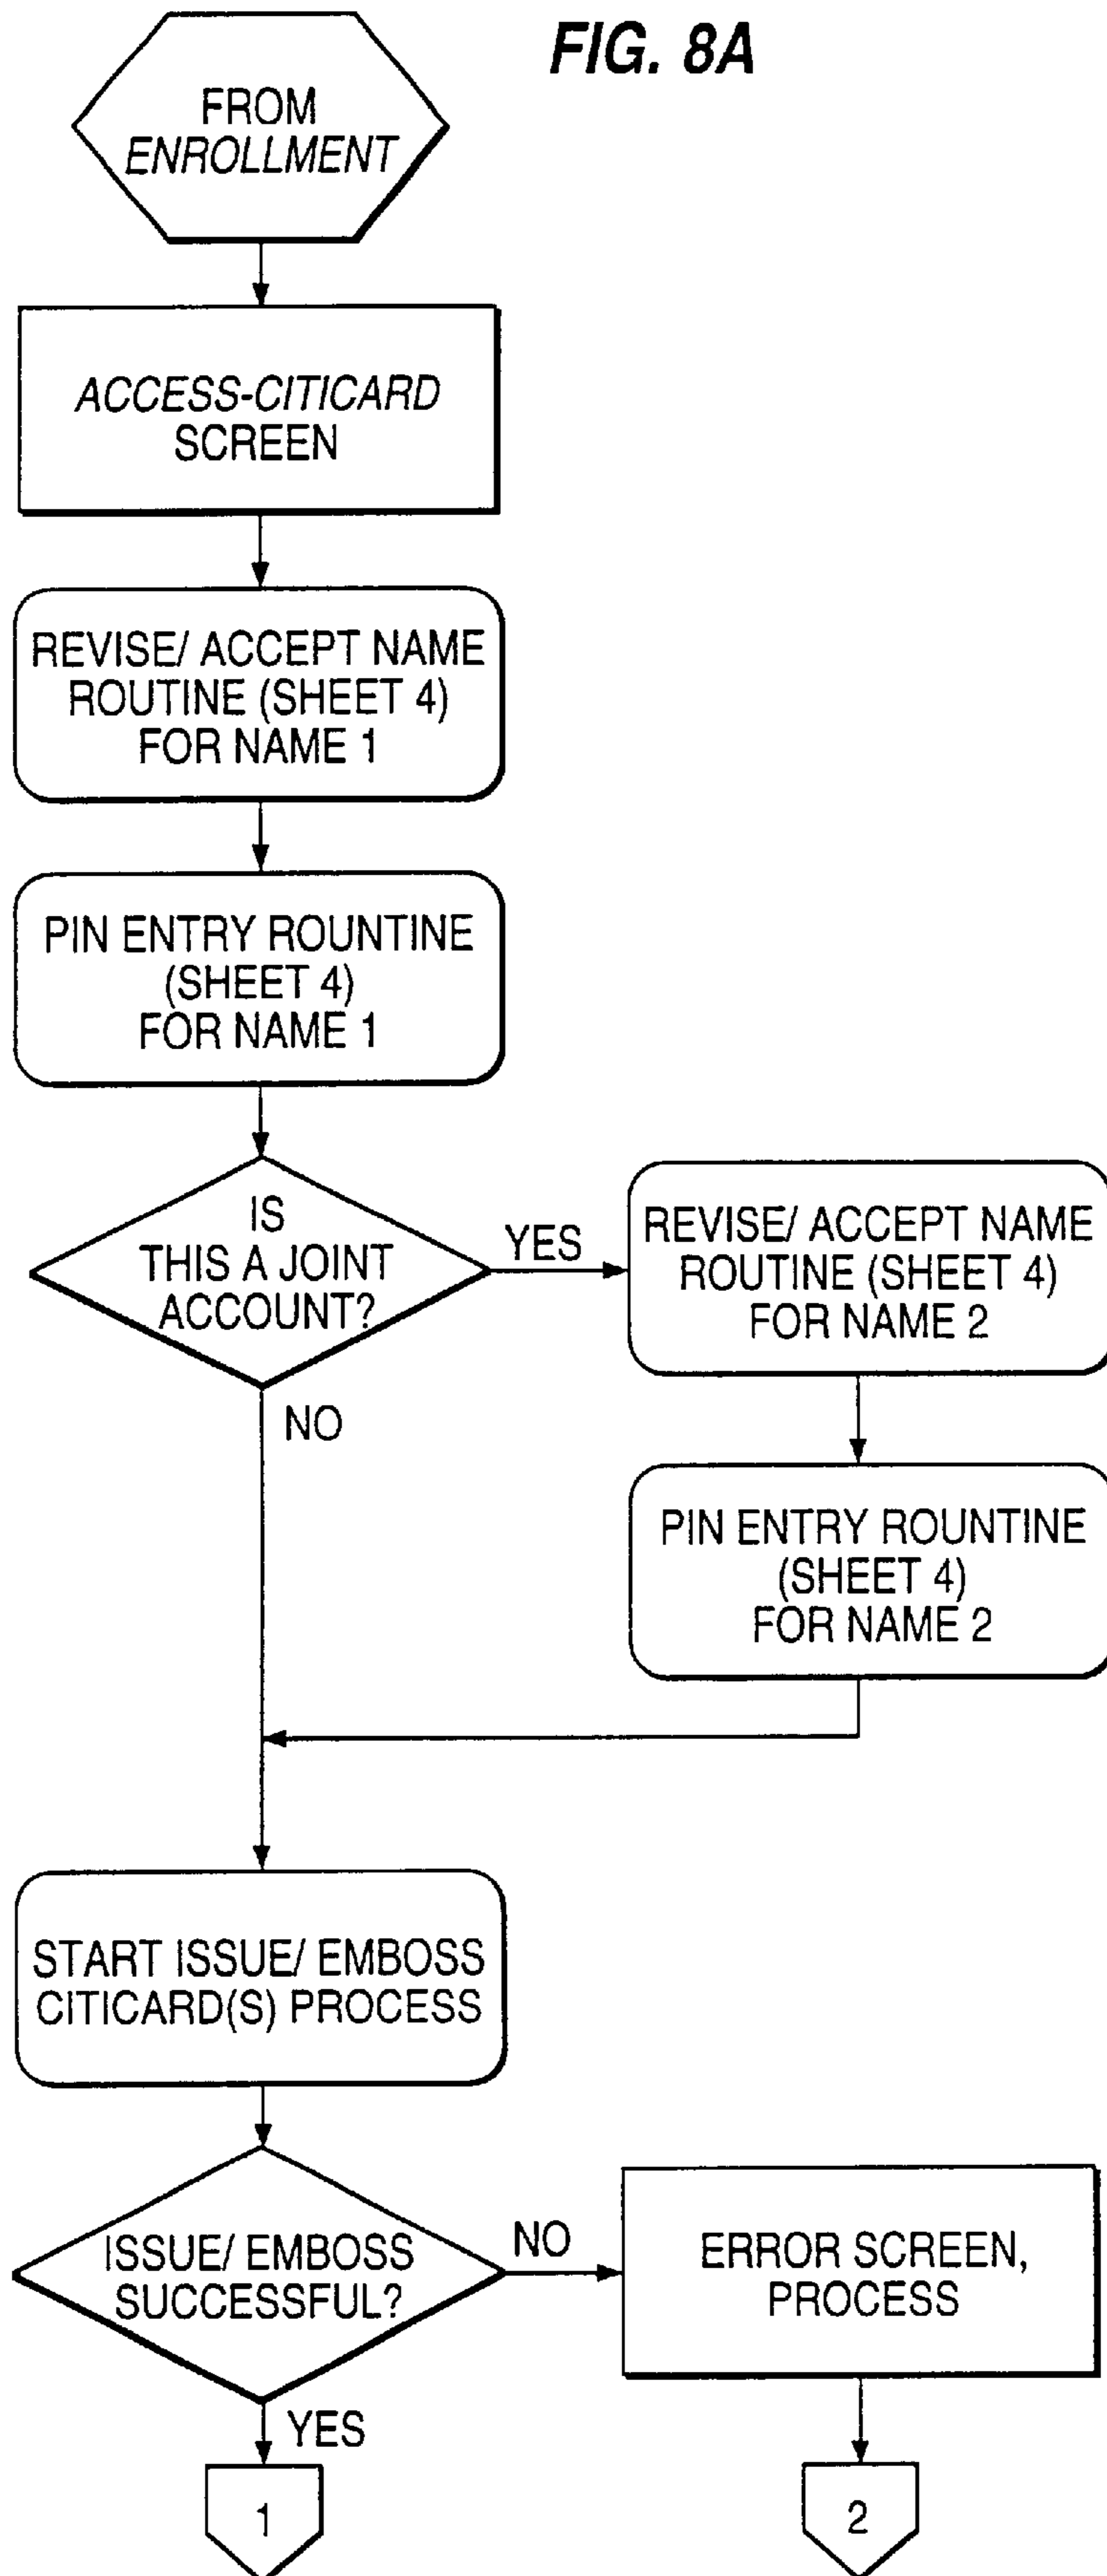 FIG. 8A
FROM
ENROLLMENT
ACCESS-CITICARD
SCREEN
REVISE/ ACCEPT NAME
ROUTINE (SHEET 4)
FOR NAME 1
PIN ENTRY ROUNTINE
(SHEET 4)
FOR NAME 1
IS
THIS A JOINT
ACCOUNT?
YES
REVISE/ ACCEPT NAME
ROUTINE (SHEET 4)
FOR NAME 2
NO
PIN ENTRY ROUNTINE
(SHEET 4)
FOR NAME 2
START ISSUE/ EMBOSS
CITICARD(S) PROCESS
ISSUE/ EMBOSS
SUCCESSFUL?
NO
ERROR SCREEN,
PROCESS
YES
1
2